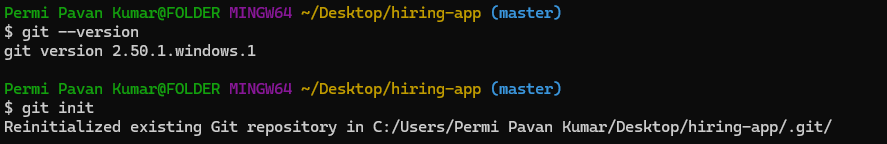 Permi Pavan Kumar@FOLDER MINGW64 ~/Desktop/hiring-app (master)
$ git --version
git version 2.50.1.windows.1
Permi Pavan Kumar@FOLDER MINGW64 ~/Desktop/hiring-app (master)
$ git init
Reinitialized existing Git repository in C:/Users/Permi Pavan Kumar/Desktop/hiring-app/.git/